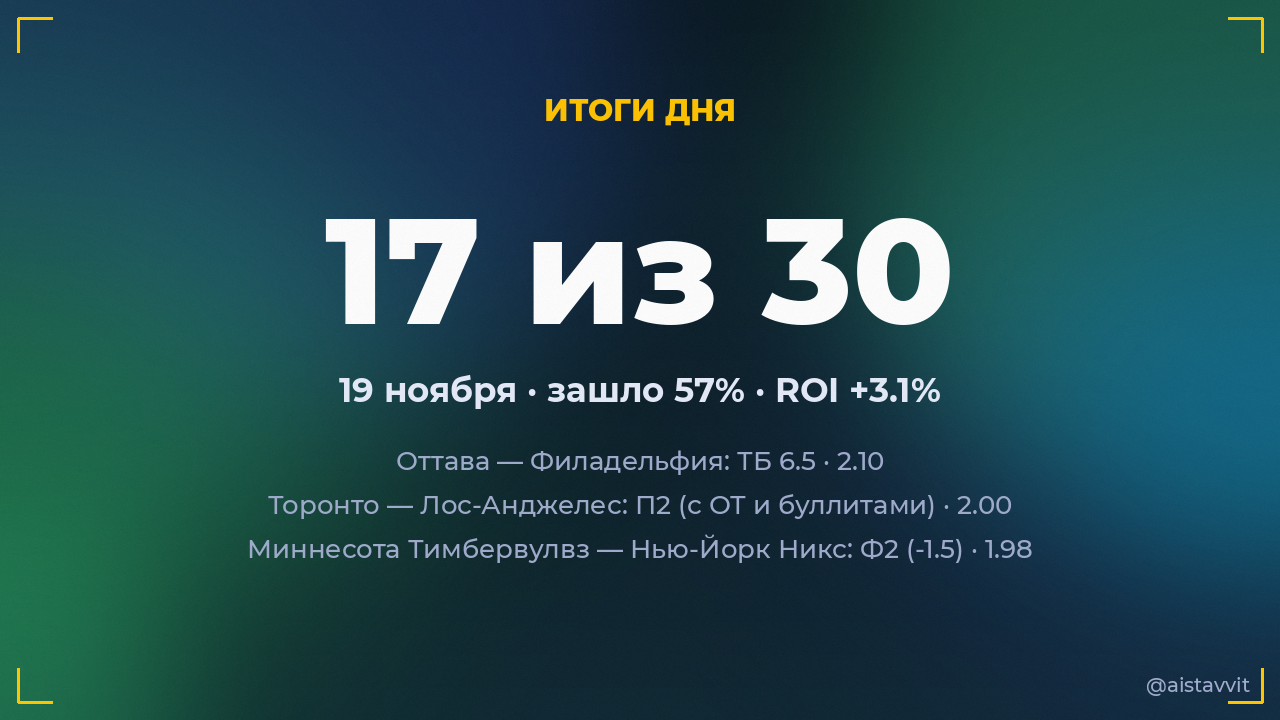 ИТОГИ ДНЯ
17 из 30
19 ноября · зашло 57% · ROI +3.1%
Оттава — Филадельфия: ТБ 6.5 · 2.10
Торонто — Лос-Анджелес: П2 (с ОТ и буллитами) · 2.00
Миннесота Тимбервулвз — Нью-Йорк Никс: Ф2 (-1.5) · 1.98
@aistavvit